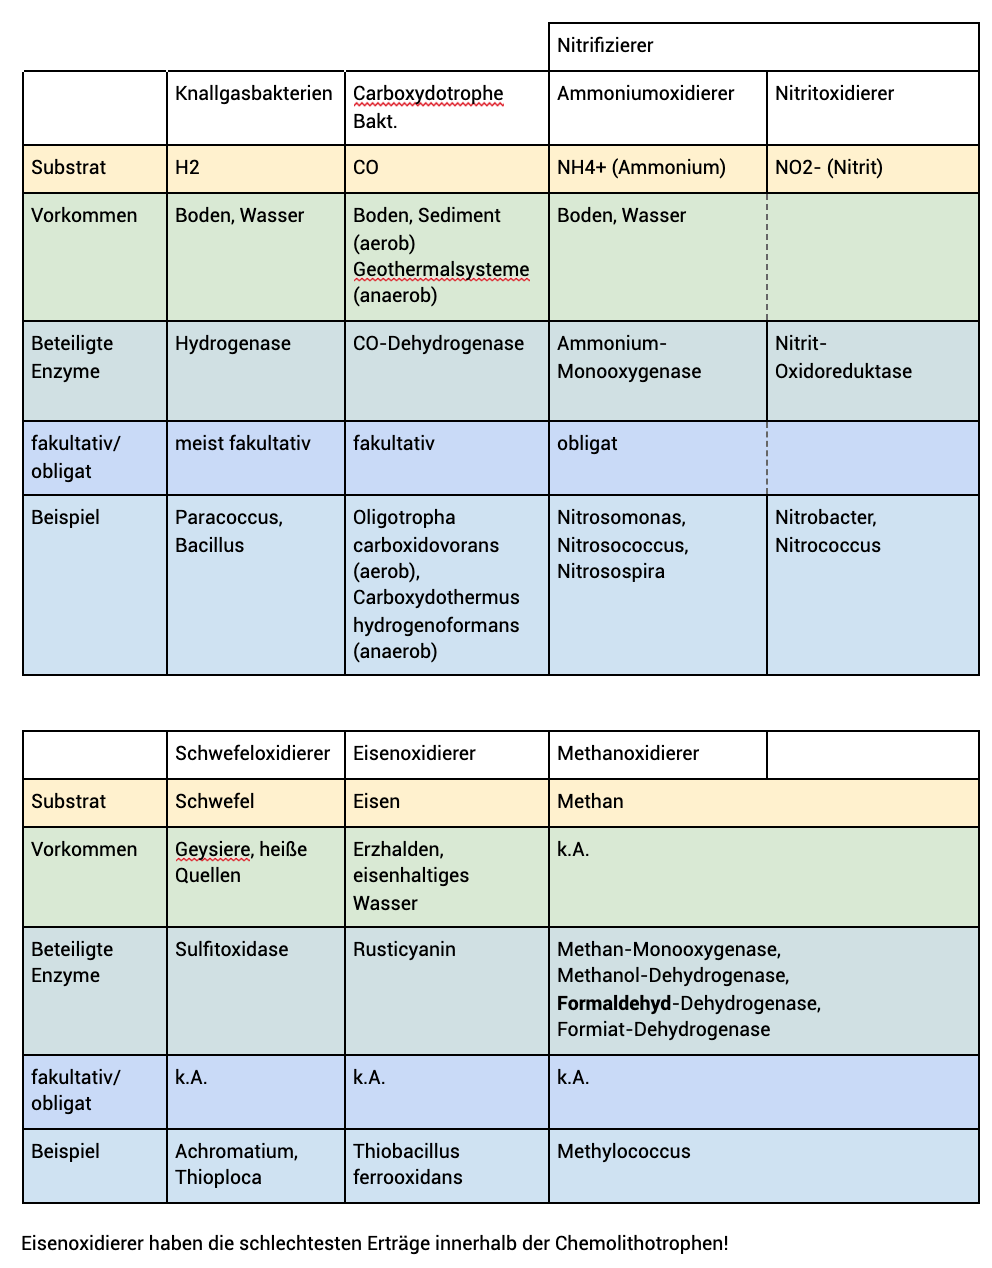 Nitrifizierer
Knallgasbakterien
Carboxydotrophe
Bakt.
Ammoniumoxidierer
Nitritoxidierer
Substrat
H2
CO
NH4+ (Ammonium)
NO2- (Nitrit)
Vorkommen
Boden, Wasser
Boden, Sediment
(aerob)
Geothermalsysteme
(anaerob)
Boden, Wasser
Beteiligte
Enzyme
Hydrogenase
CO-Dehydrogenase
Ammonium-
Monooxygenase
Nitrit-
Oxidoreduktase
fakultativ/
obligat
meist fakultativ
fakultativ
obligat
Beispiel
Paracoccus,
Bacillus
Oligotropha
carboxidovorans
(aerob),
Carboxydothermus
hydrogenoformans
(anaerob)
Nitrosomonas,
Nitrosococcus,
Nitrosospira
Nitrobacter,
Nitrococcus
Schwefeloxidierer
Eisenoxidierer
Methanoxidierer
Substrat
Schwefel
Eisen
Methan
Vorkommen
Geysiere, heiße
Quellen
Erzhalden,
eisenhaltiges
Wasser
k.A.
Beteiligte
Enzyme
Sulfitoxidase
Rusticyanin
Methan-Monooxygenase,
Methanol-Dehydrogenase,
Formaldehyd-Dehydrogenase,
Formiat-Dehydrogenase
fakultativ/
obligat
k.A.
k.A.
k.A.
Beispiel
Achromatium,
Thioploca
Thiobacillus
ferrooxidans
Methylococcus
Eisenoxidierer haben die schlechtesten Erträge innerhalb der Chemolithotrophen!